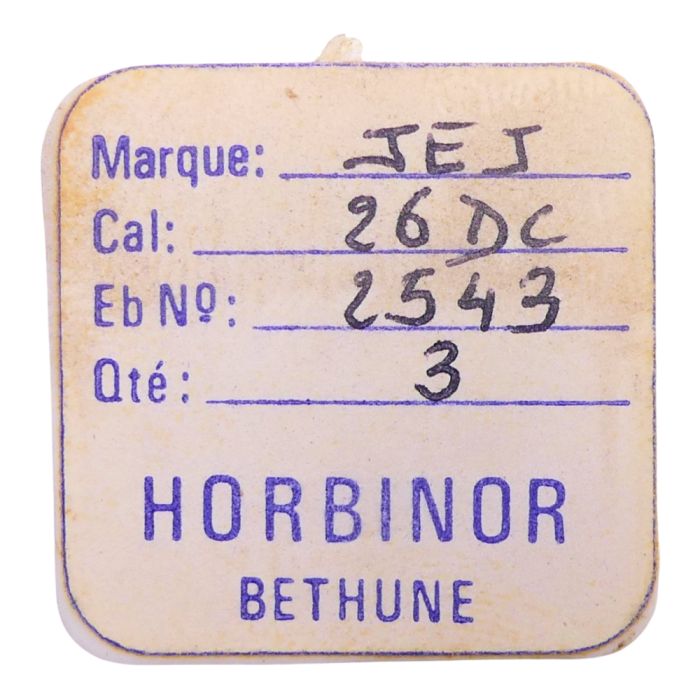 Marque: JEJ
Cal: 26 DC
Eb Nº: 2543
Qté: 3
HORBINOR
BETHUNE